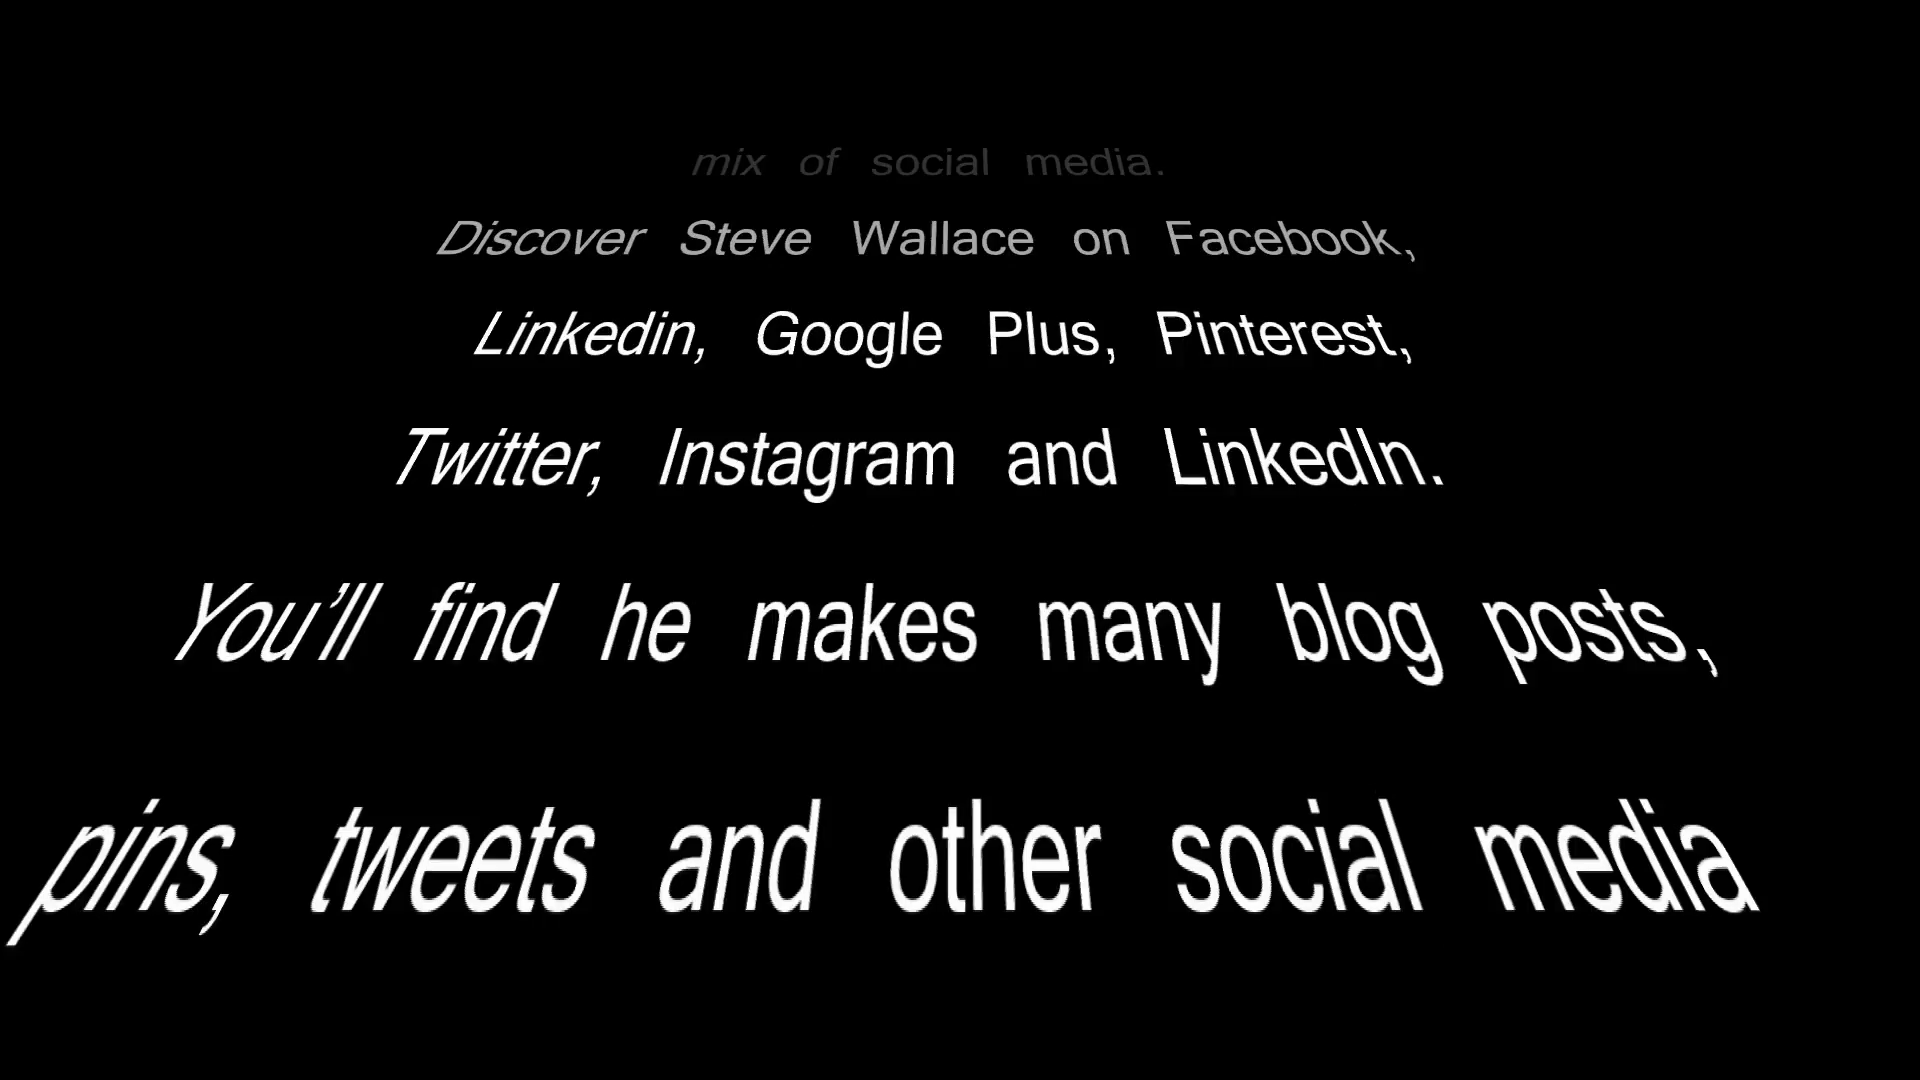 mix of social media.
Discover Steve Wallace on Facebook,
Linkedin, Google Plus, Pinterest,
Twitter, Instagram and LinkedIn.
You’ll find he makes many blog posts,
pins, tweets and other social media